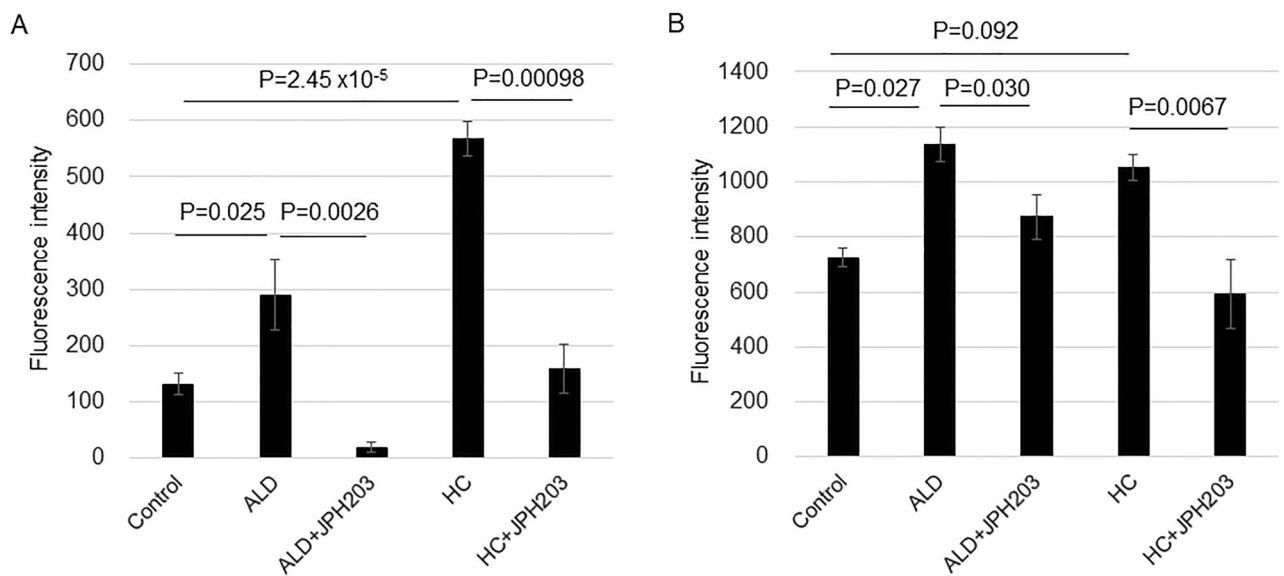 A
700
600
500
400
300
200
100
0
Fluorescence intensity
P=2.45 x10-5
P=0.00098
P=0.025
P=0.0026
Control
ALD
ALD+JPH203
HC
HC+JPH203
B
1400
1200
1000
800
600
400
200
0
Fluorescence intensity
P=0.092
P=0.027
P=0.030
P=0.0067
Control
ALD
ALD+JPH203
HC
HC+JPH203